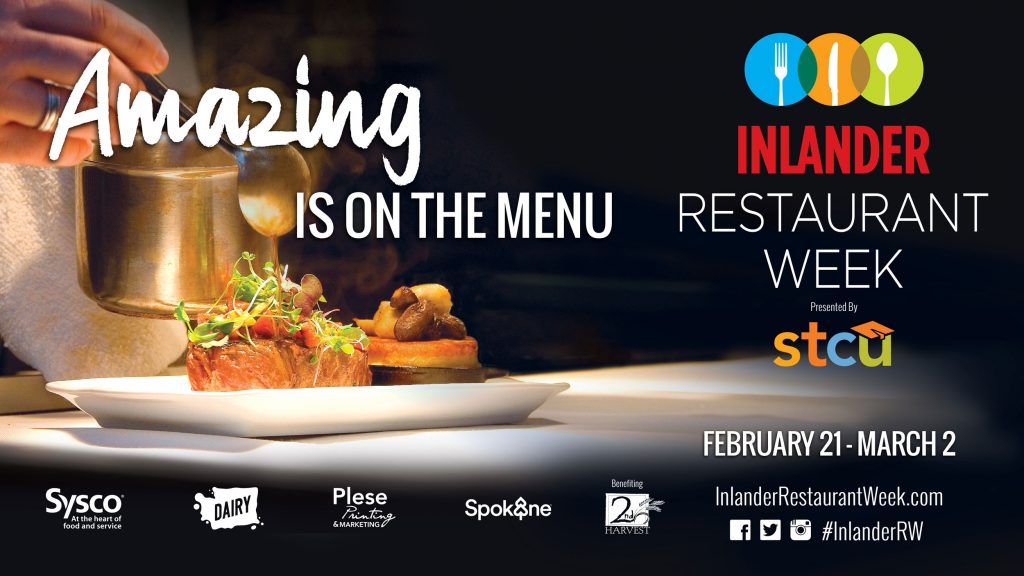 Amazing
IS ON THE MENU
INLANDER
RESTAURANT
WEEK
Presented By
stcu
FEBRUARY 21 - MARCH 2
InlanderRestaurantWeek.com
#InlanderRW
Sysco®
At the heart of
food and service
DAIRY
Plese
Printing
& MARKETING
Spokane
Benefiting
2nd
HARVEST